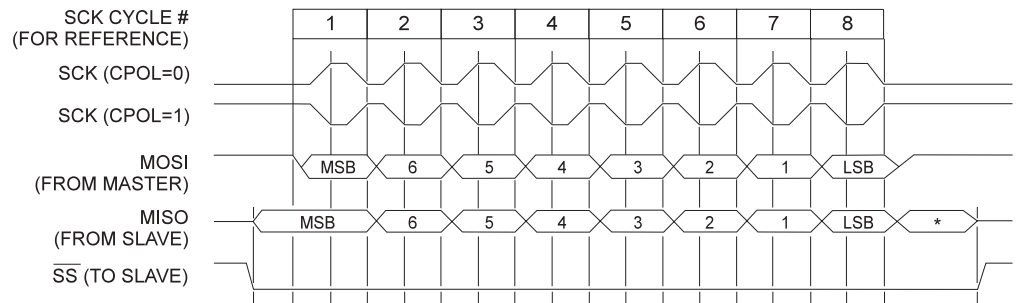 SCK CYCLE #
(FOR REFERENCE)
1 2 3 4 5 6 7 8
SCK (CPOL=0)
SCK (CPOL=1)
MOSI
(FROM MASTER)
MSB 6 5 4 3 2 1 LSB
MISO
(FROM SLAVE)
MSB 6 5 4 3 2 1 LSB *
SS (TO SLAVE)